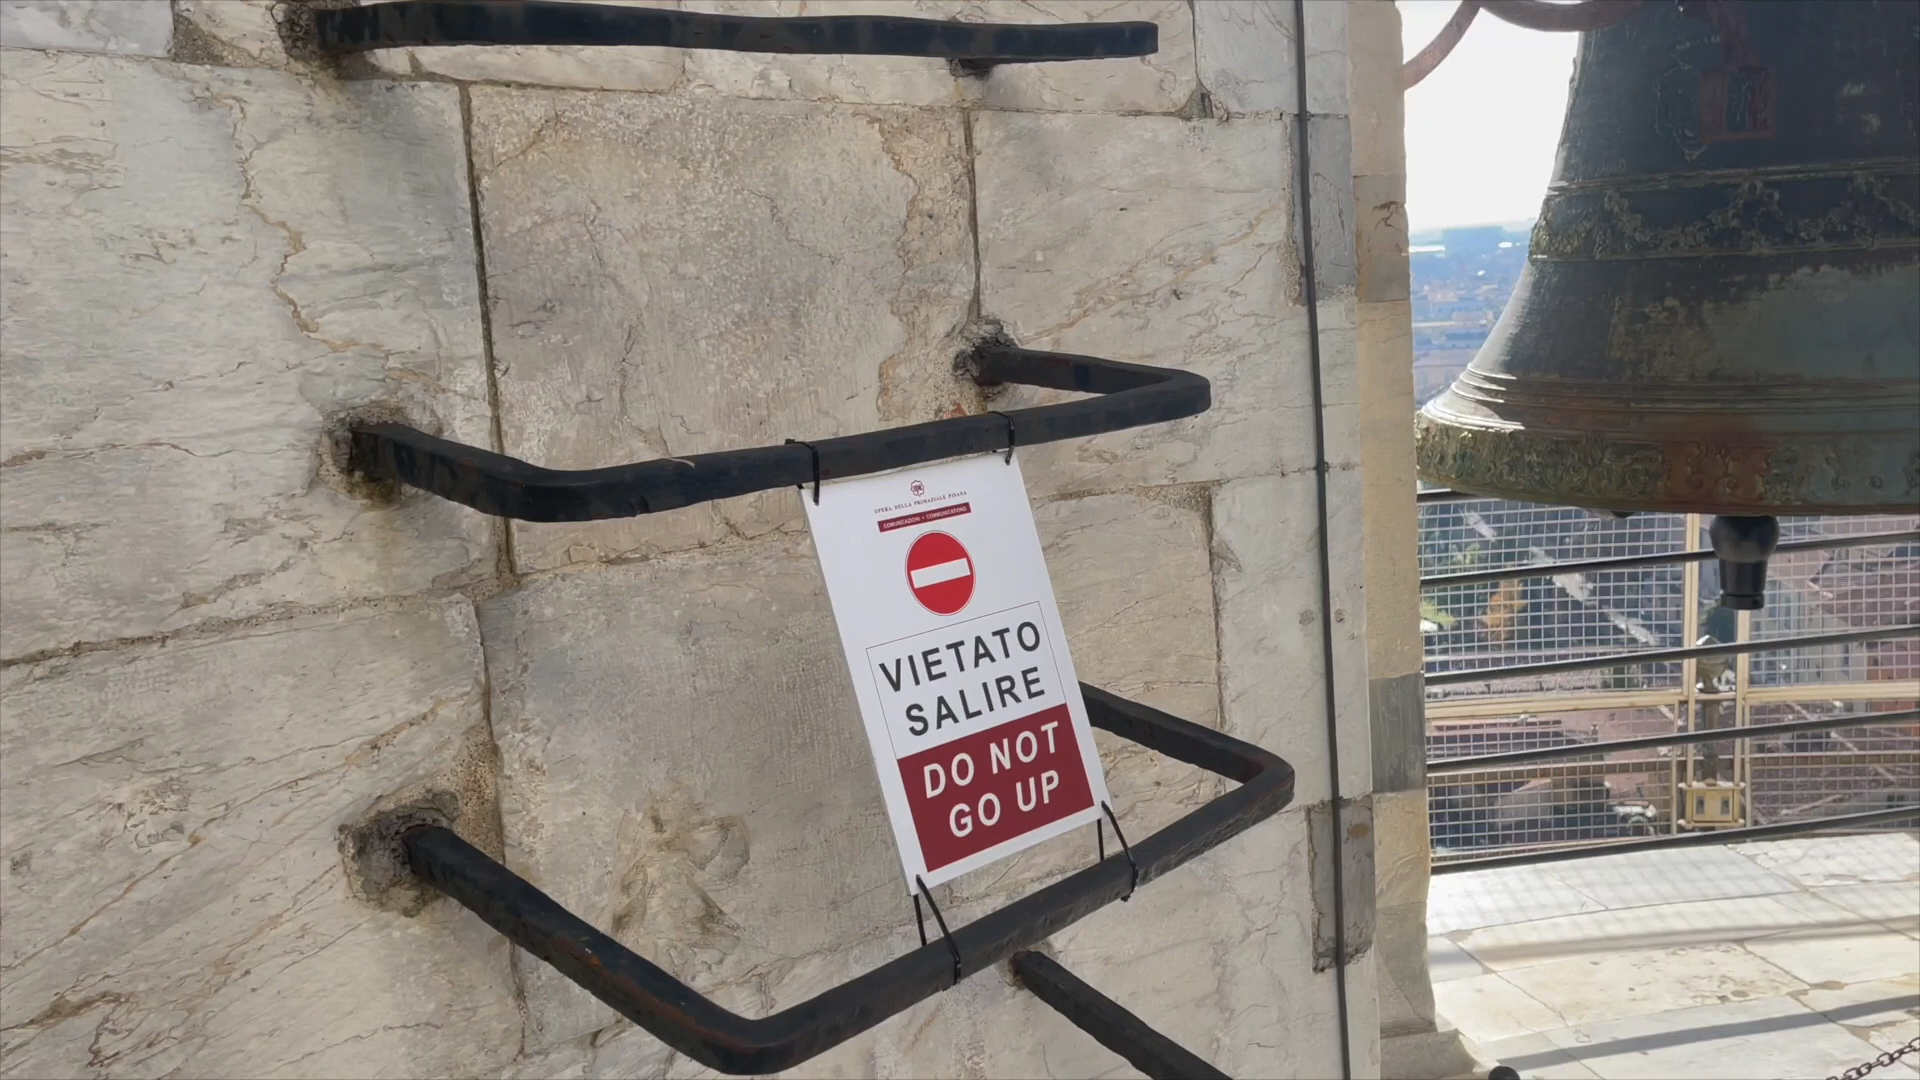 OPERA DELLA PRIMAZIALE PISANA
COMUNICAZIONI • COMMUNICATIONS
VIETATO
SALIRE
DO NOT
GO UP